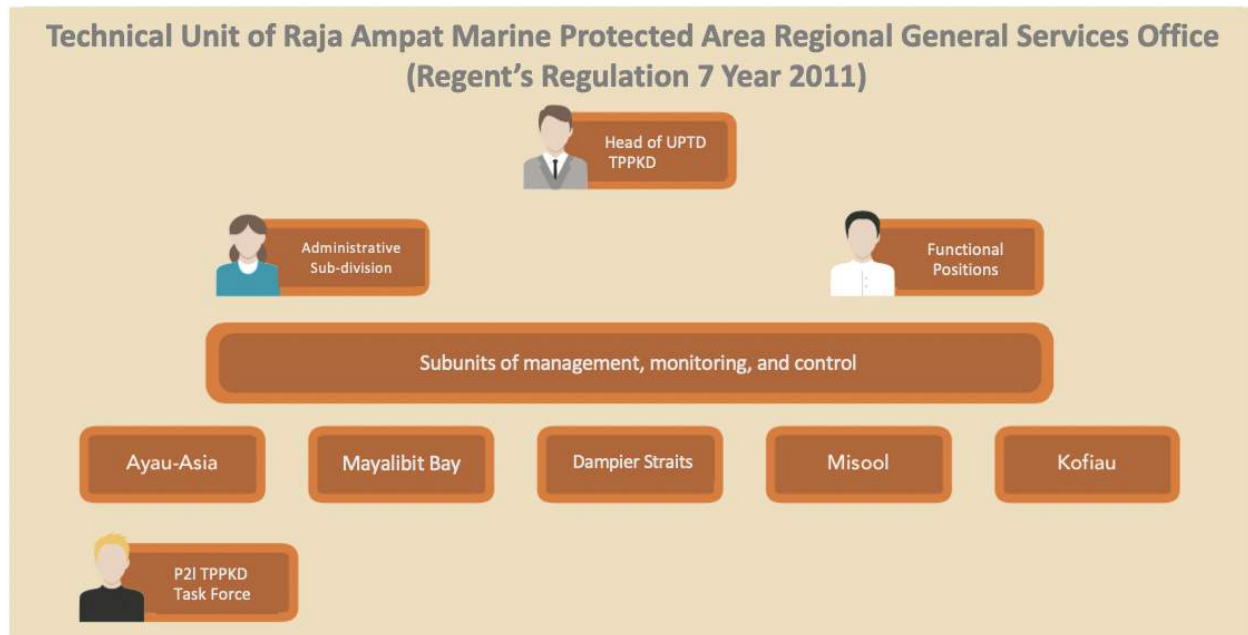 Technical Unit of Raja Ampat Marine Protected Area Regional General Services Office
(Regent's Regulation 7 Year 2011)
Head of UPTD
TPPKD
Administrative
Sub-division
Functional
Positions
Subunits of management, monitoring, and control
Ayau-Asia
Mayalibit Bay
Dampier Straits
Misool
Kofiau
P2l TPPKD
Task Force